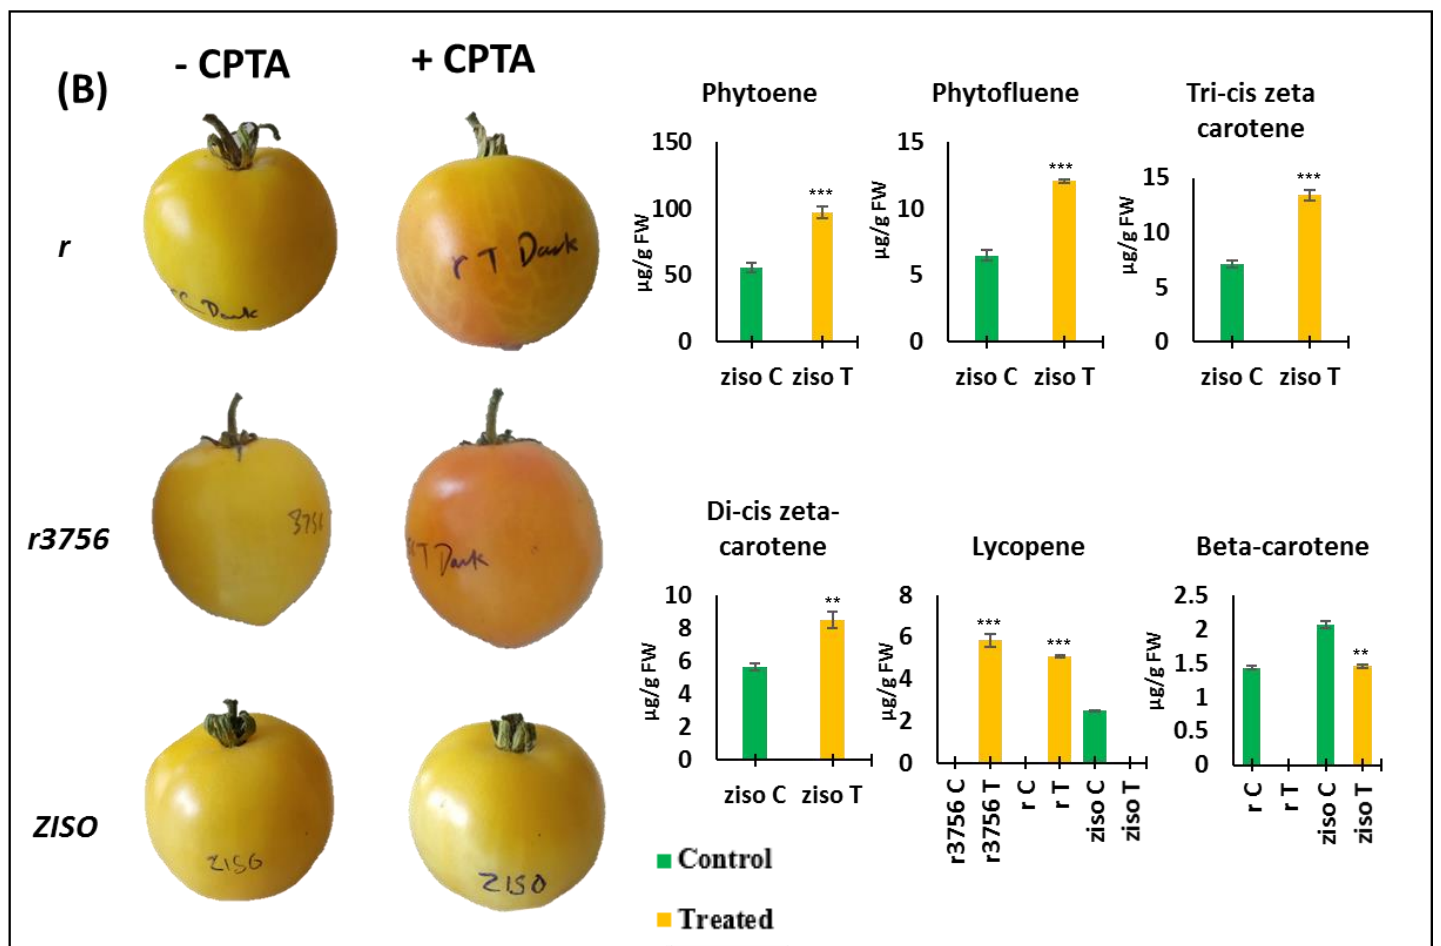 (B)
- CPTA
+ CPTA
r
Dark
r T Dark
r3756
3756
T Dark
ZISO
ZISO
ZISO
Phytoene
µg/g FW
150
100
50
0
***
ziso C ziso T
Phytofluene
µg/g FW
15
10
5
0
***
ziso C ziso T
Tri-cis zeta
carotene
µg/g FW
15
10
5
0
***
ziso C ziso T
Di-cis zeta-
carotene
µg/g FW
10
8
6
4
2
0
**
ziso C ziso T
Lycopene
µg/g FW
8
6
4
2
0
***
***
r3756 C
r3756 T
r C
r T
ziso C
ziso T
Beta-carotene
µg/g FW
2.5
2
1.5
1
0.5
0
**
r C
r T
ziso C
ziso T
Control
Treated